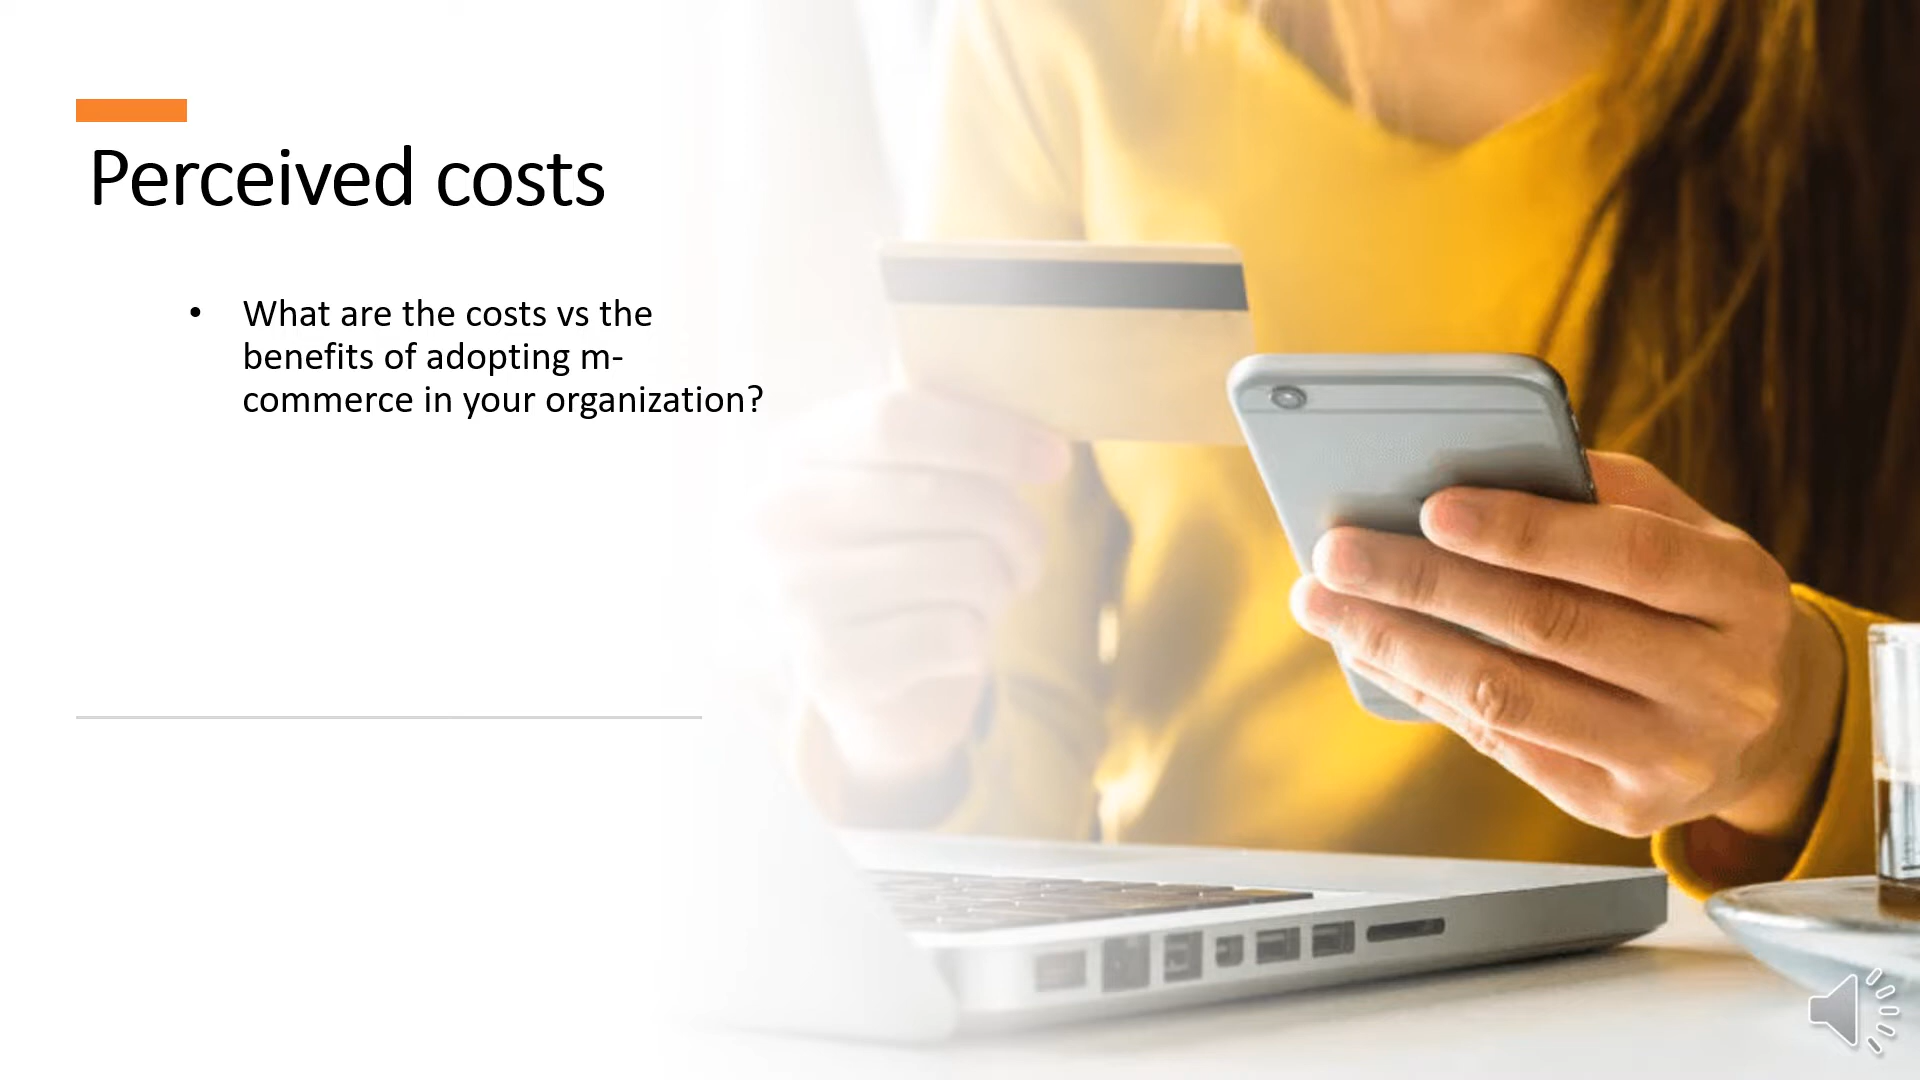 Perceived costs
• What are the costs vs the
benefits of adopting m-
commerce in your organization?